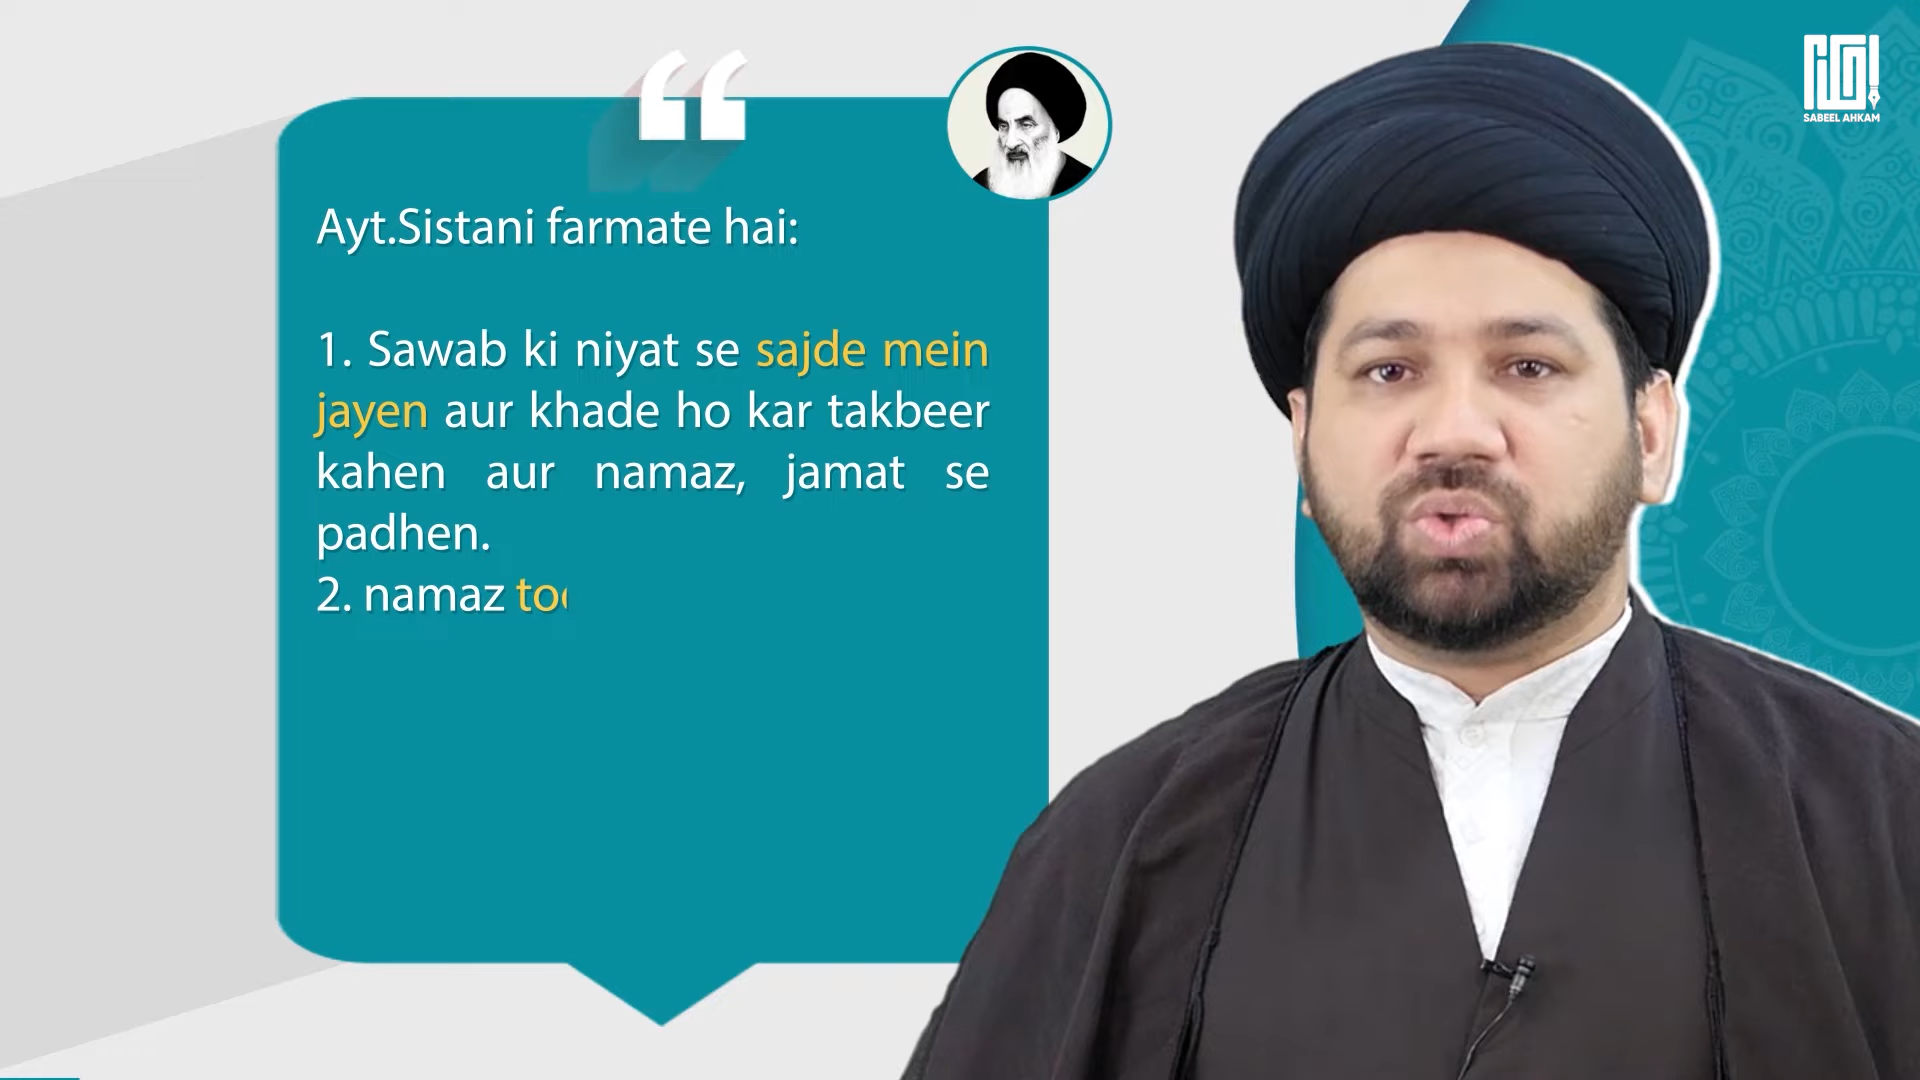 SABEEL AHKAM
Ayt.Sistani farmate hai:
1. Sawab ki niyat se sajde mein
jayen aur khade ho kar takbeer
kahen aur namaz, jamat se
padhen.
2. namaz